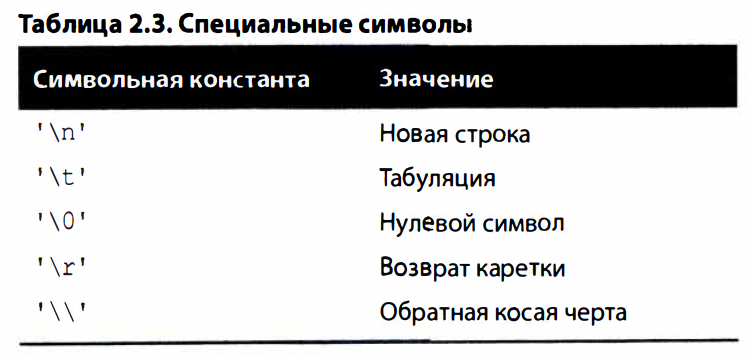 Таблица 2.3. Специальные символы
Символьная константа Значение
'\n' Новая строка
'\t' Табуляция
'\0' Нулевой символ
'\r' Возврат каретки
'\\' Обратная косая черта